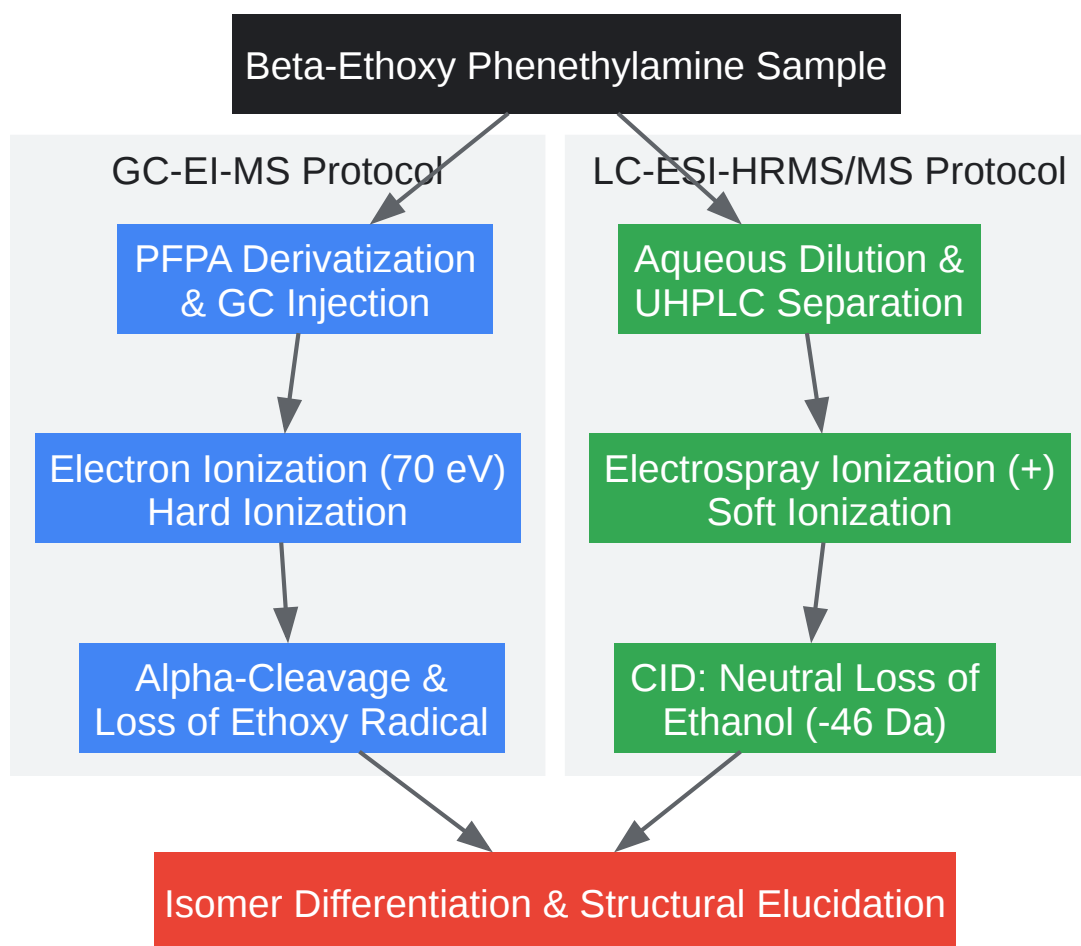 Beta-Ethoxy Phenethylamine Sample
GC-EI-MS Protocol
PFPA Derivatization
& GC Injection
Electron Ionization (70 eV)
Hard Ionization
Alpha-Cleavage &
Loss of Ethoxy Radical
LC-ESI-HRMS/MS Protocol
Aqueous Dilution &
UHPLC Separation
Electrospray Ionization (+)
Soft Ionization
CID: Neutral Loss of
Ethanol (-46 Da)
Isomer Differentiation & Structural Elucidation